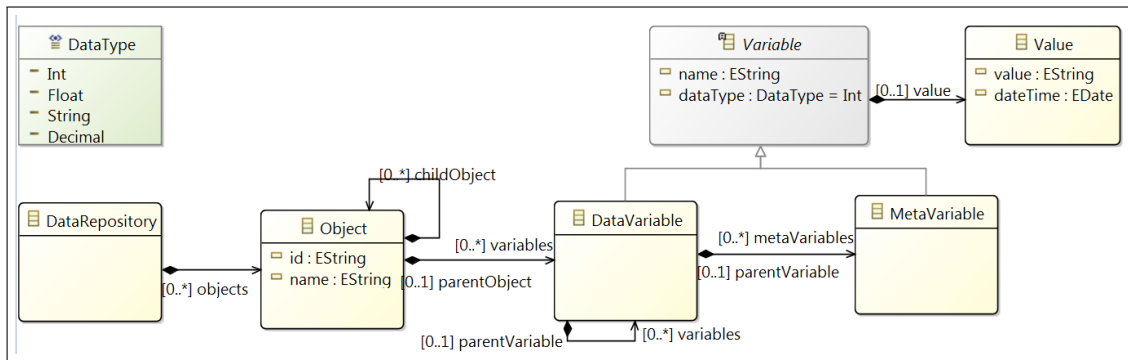 DataType
Int
Float
String
Decimal
Variable
name : EString
dataType : DataType = Int
[0..1] value
Value
value : EString
dateTime : EDate
[0..*] childObject
DataRepository
[0..*] objects
Object
id : EString
name : EString
[0..*] variables
[0..1] parentObject
DataVariable
[0..1] parentVariable
[0..*] variables
[0..*] metaVariables
[0..1] parentVariable
MetaVariable